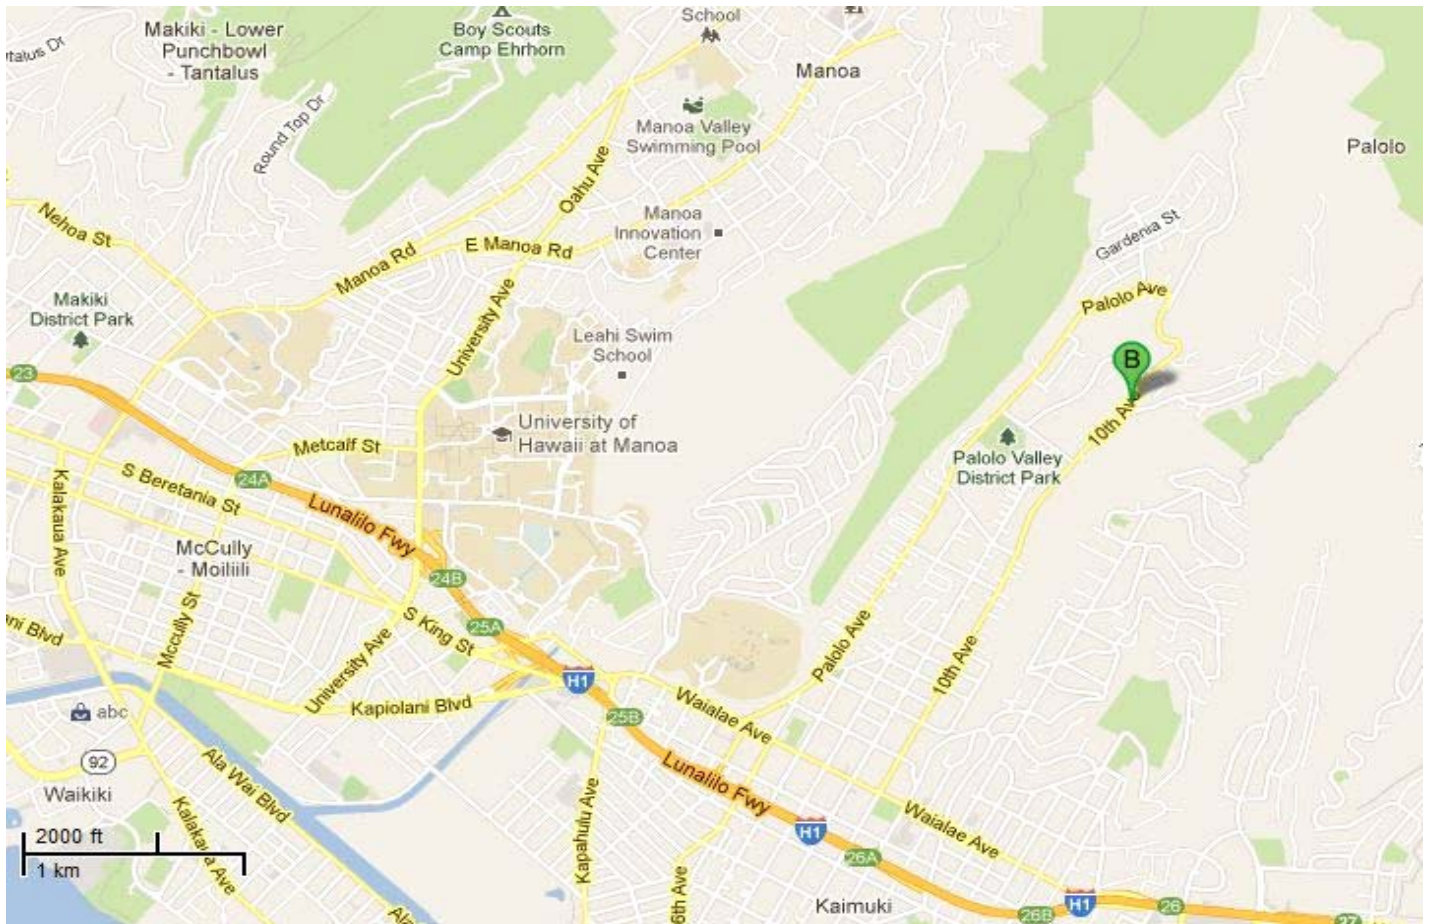 School
Makiki - Lower
Punchbowl
- Tantalus
Boy Scouts
Camp Ehrhorn
Manoa
Round Top Dr
Manoa Valley
Swimming Pool
Palolo
Oahu Ave
Nehoa St
Manoa
Innovation
Center
E Manoa Rd
Manoa Rd
Gardenia St
Palolo Ave
Makiki
District Park
University Ave
Leahi Swim
School
B
23
University of
Hawaii at Manoa
10th Ave
Metcalf St
Palolo Valley
District Park
24A
S Beretania St
Kalakaua Ave
Lunalilo Fwy
McCully
- Moiliili
24B
25A
S King St
Mccully St
University Ave
ni Blvd
Palolo Ave
10th Ave
H1
Kapiolani Blvd
Waialae Ave
abc
25B
92
Ala Wai Blvd
Lunalilo Fwy
Waikiki
Kalakaua Ave
Kapahulu Ave
Waialae Ave
H1
2000 ft
1 km
26A
6th Ave
Kaimuki
H1
26B
26
27
Ala